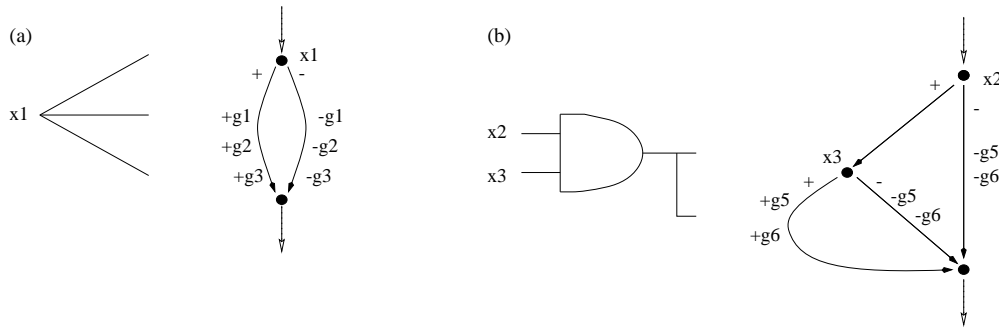 (a)
x1
x1
+ -
+g1 -g1
+g2 -g2
+g3 -g3
(b)
x2
x3
x2
+ -
x3
+ -
-g5
-g6
+g5 -g5
+g6 -g6